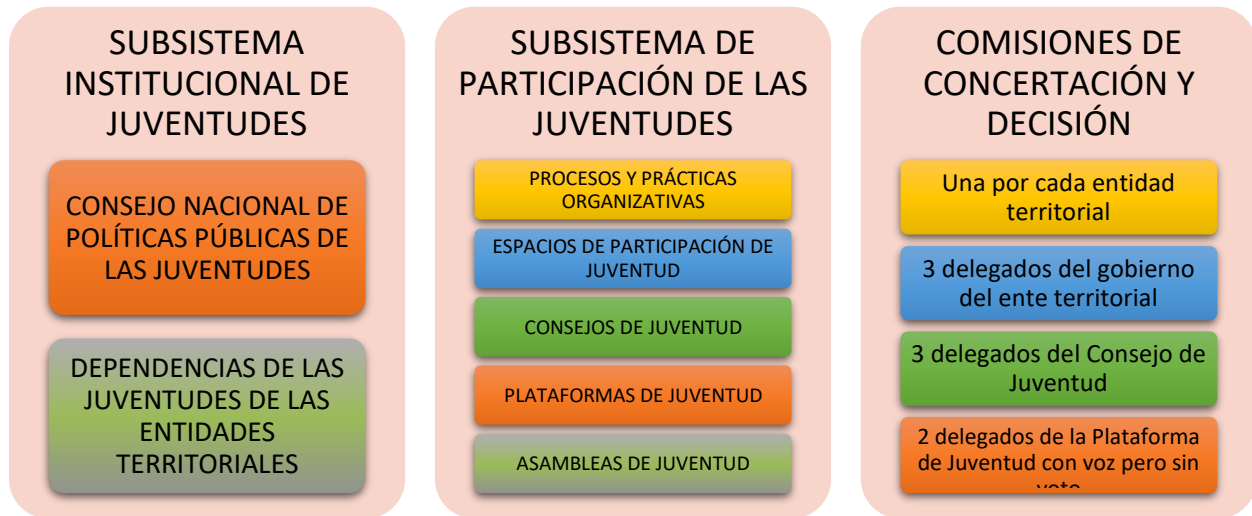 SUBSISTEMA
INSTITUCIONAL DE
JUVENTUDES
CONSEJO NACIONAL DE
POLÍTICAS PÚBLICAS DE
LAS JUVENTUDES
DEPENDENCIAS DE LAS
JUVENTUDES DE LAS
ENTIDADES
TERRITORIALES
SUBSISTEMA DE
PARTICIPACIÓN DE LAS
JUVENTUDES
PROCESOS Y PRÁCTICAS
ORGANIZATIVAS
ESPACIOS DE PARTICIPACIÓN DE
JUVENTUD
CONSEJOS DE JUVENTUD
PLATAFORMAS DE JUVENTUD
ASAMBLEAS DE JUVENTUD
COMISIONES DE
CONCERTACIÓN Y
DECISIÓN
Una por cada entidad
territorial
3 delegados del gobierno
del ente territorial
3 delegados del Consejo de
Juventud
2 delegados de la Plataforma
de Juventud con voz pero sin
voto